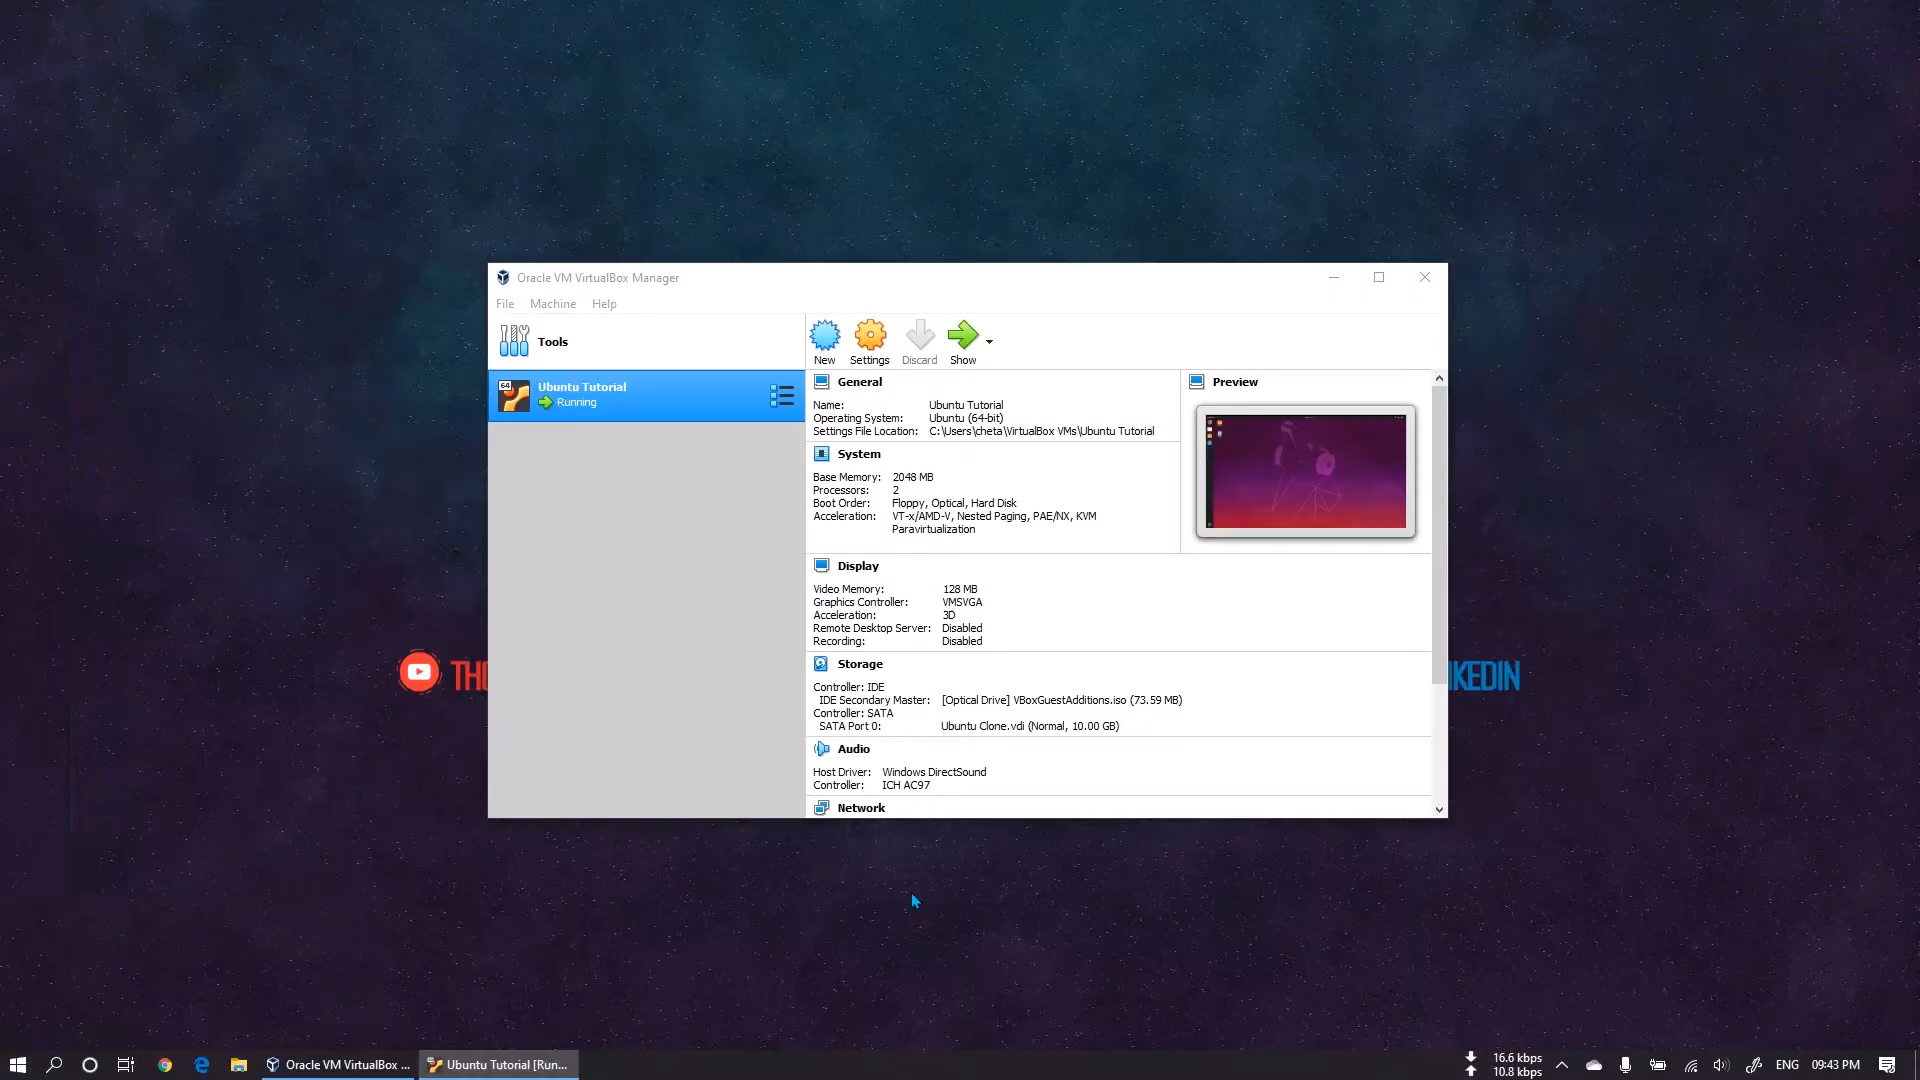 Oracle VM VirtualBox Manager
File Machine Help
Tools
New Settings Discard Show
64
Ubuntu Tutorial
Running
General
Name: Ubuntu Tutorial
Operating System: Ubuntu (64-bit)
Settings File Location: C:\Users\cheta\VirtualBox VMs\Ubuntu Tutorial
Preview
System
Base Memory: 2048 MB
Processors: 2
Boot Order: Floppy, Optical, Hard Disk
Acceleration: VT-x/AMD-V, Nested Paging, PAE/NX, KVM
Paravirtualization
Display
Video Memory: 128 MB
Graphics Controller: VMSVGA
Acceleration: 3D
Remote Desktop Server: Disabled
Recording: Disabled
Storage
Controller: IDE
IDE Secondary Master: [Optical Drive] VBoxGuestAdditions.iso (73.59 MB)
Controller: SATA
SATA Port 0: Ubuntu Clone.vdi (Normal, 10.00 GB)
Audio
Host Driver: Windows DirectSound
Controller: ICH AC97
Network
Oracle VM VirtualBox ...
Ubuntu Tutorial [Run...
16.6 kbps
10.8 kbps
ENG
09:43 PM